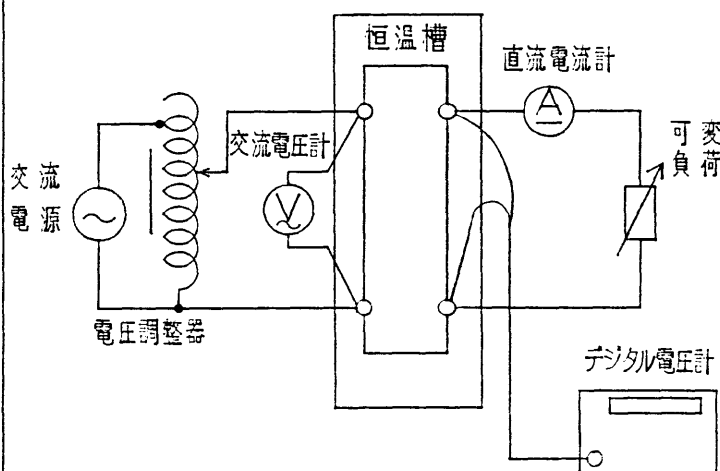 恒温槽
直流電流計
A
可変
負荷
交流電圧計
V
交流
電源
電圧調整器
デジタル電圧計